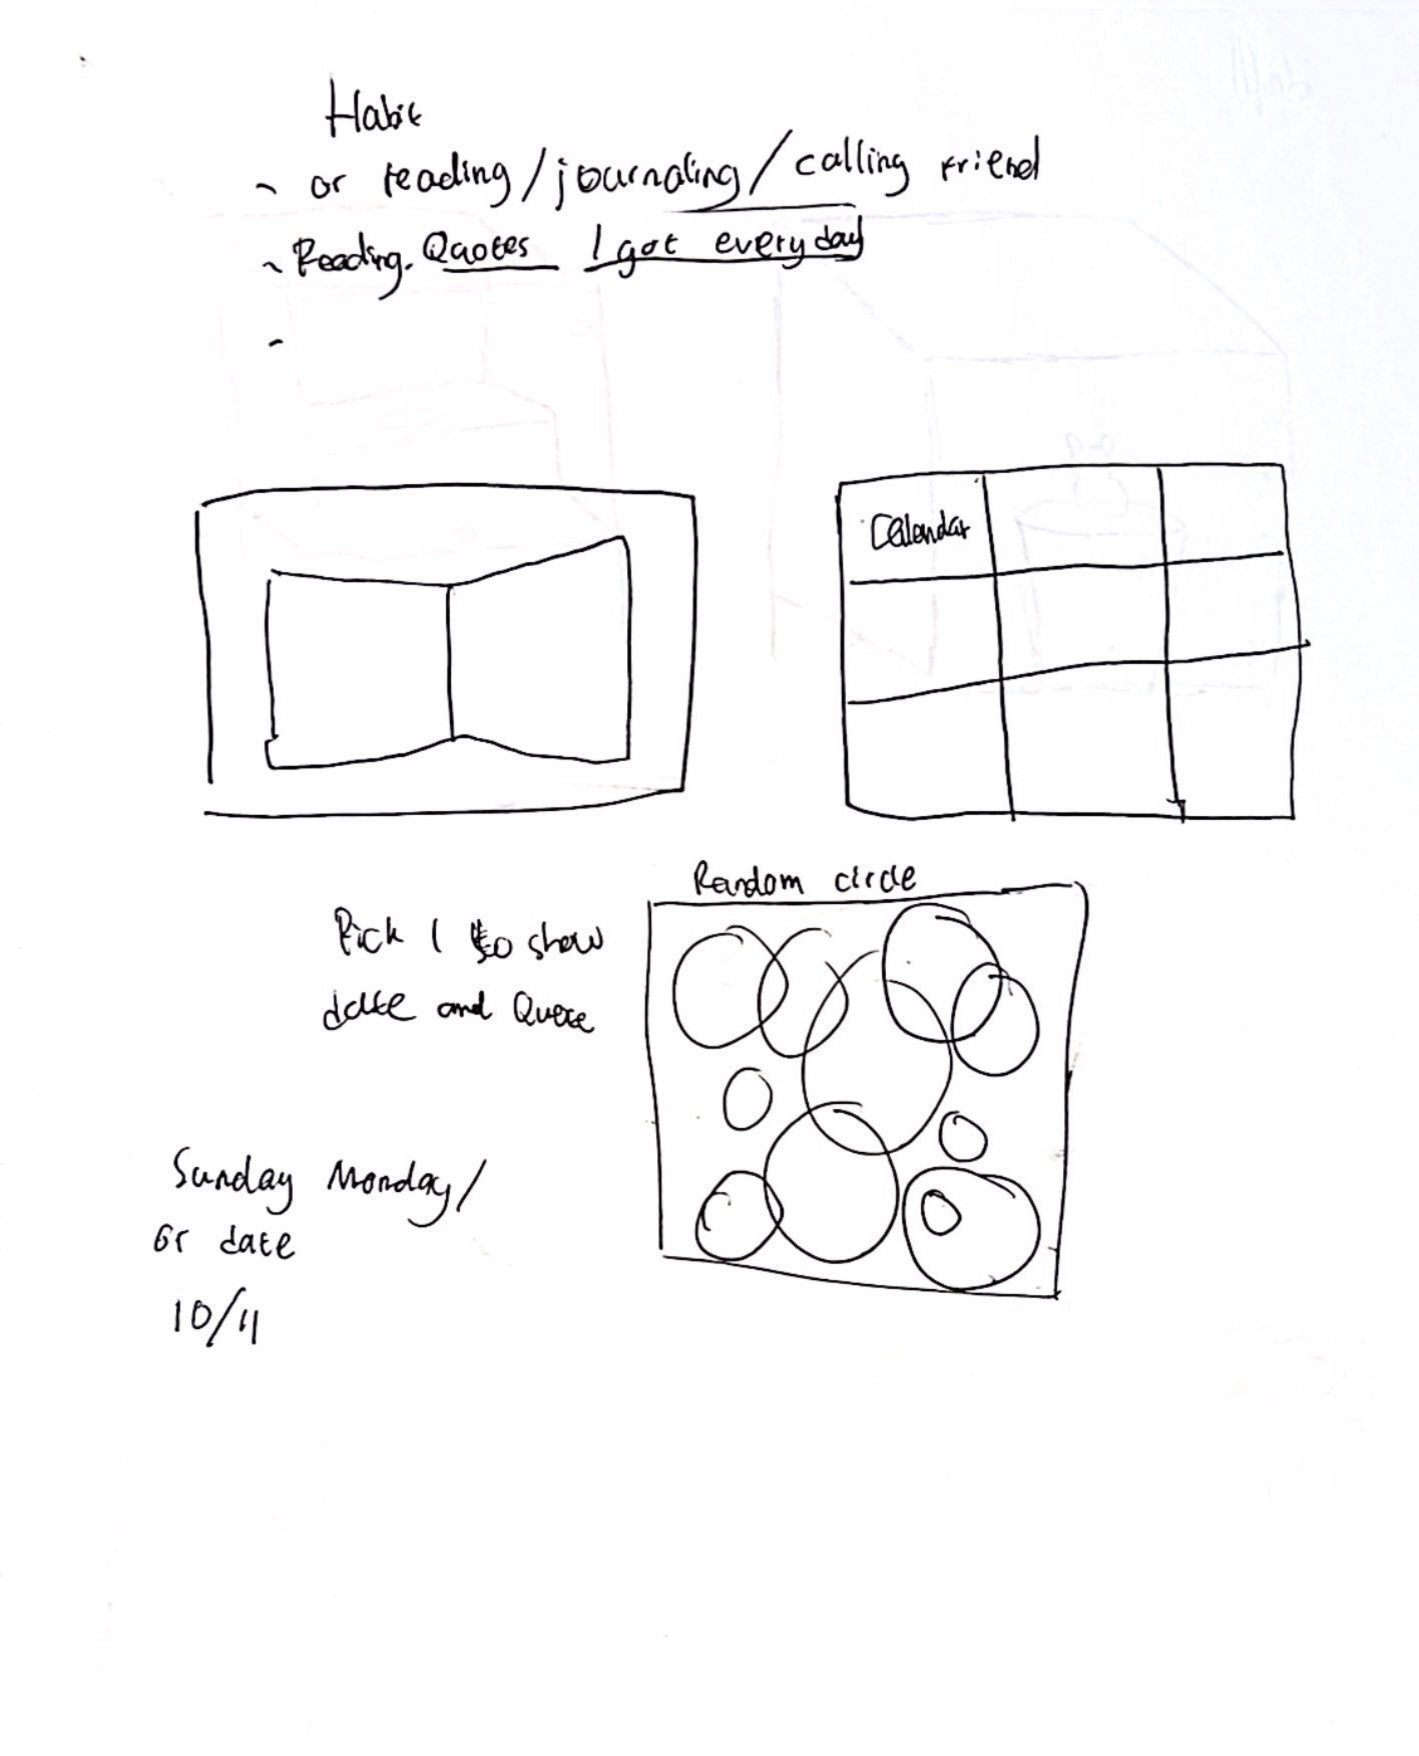 Habit
~ or reading/journaling/calling friend
~ Reading. Quotes I got everyday
-
Calendar
Random circle
Pick 1 to show
date and Quote
Sunday Monday/
or date
10/11